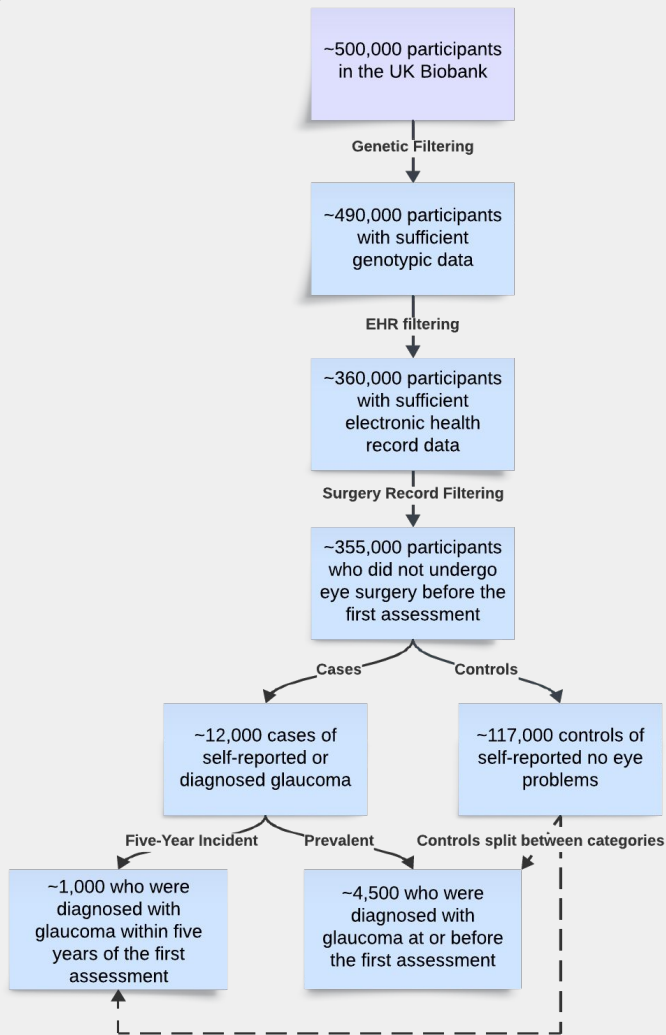 ~500,000 participants
in the UK Biobank
Genetic Filtering
~490,000 participants
with sufficient
genotypic data
EHR filtering
~360,000 participants
with sufficient
electronic health
record data
Surgery Record Filtering
~355,000 participants
who did not undergo
eye surgery before the
first assessment
Cases
Controls
~12,000 cases of
self-reported or
diagnosed glaucoma
~117,000 controls of
self-reported no eye
problems
Five-Year Incident
Prevalent
Controls split between categories
~1,000 who were
diagnosed with
glaucoma within five
years of the first
assessment
~4,500 who were
diagnosed with
glaucoma at or before
the first assessment